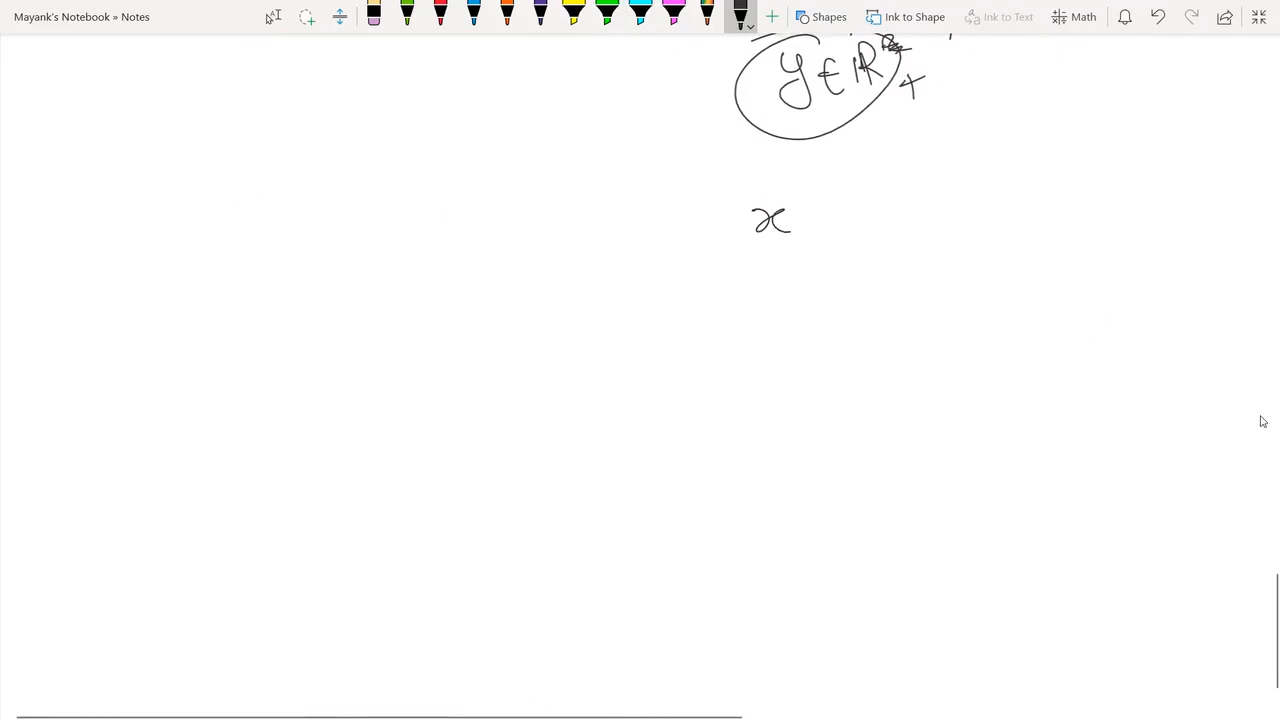 Mayank's Notebook » Notes
Shapes
Ink to Shape
Ink to Text
Math
y ∈ ℝ
+
x